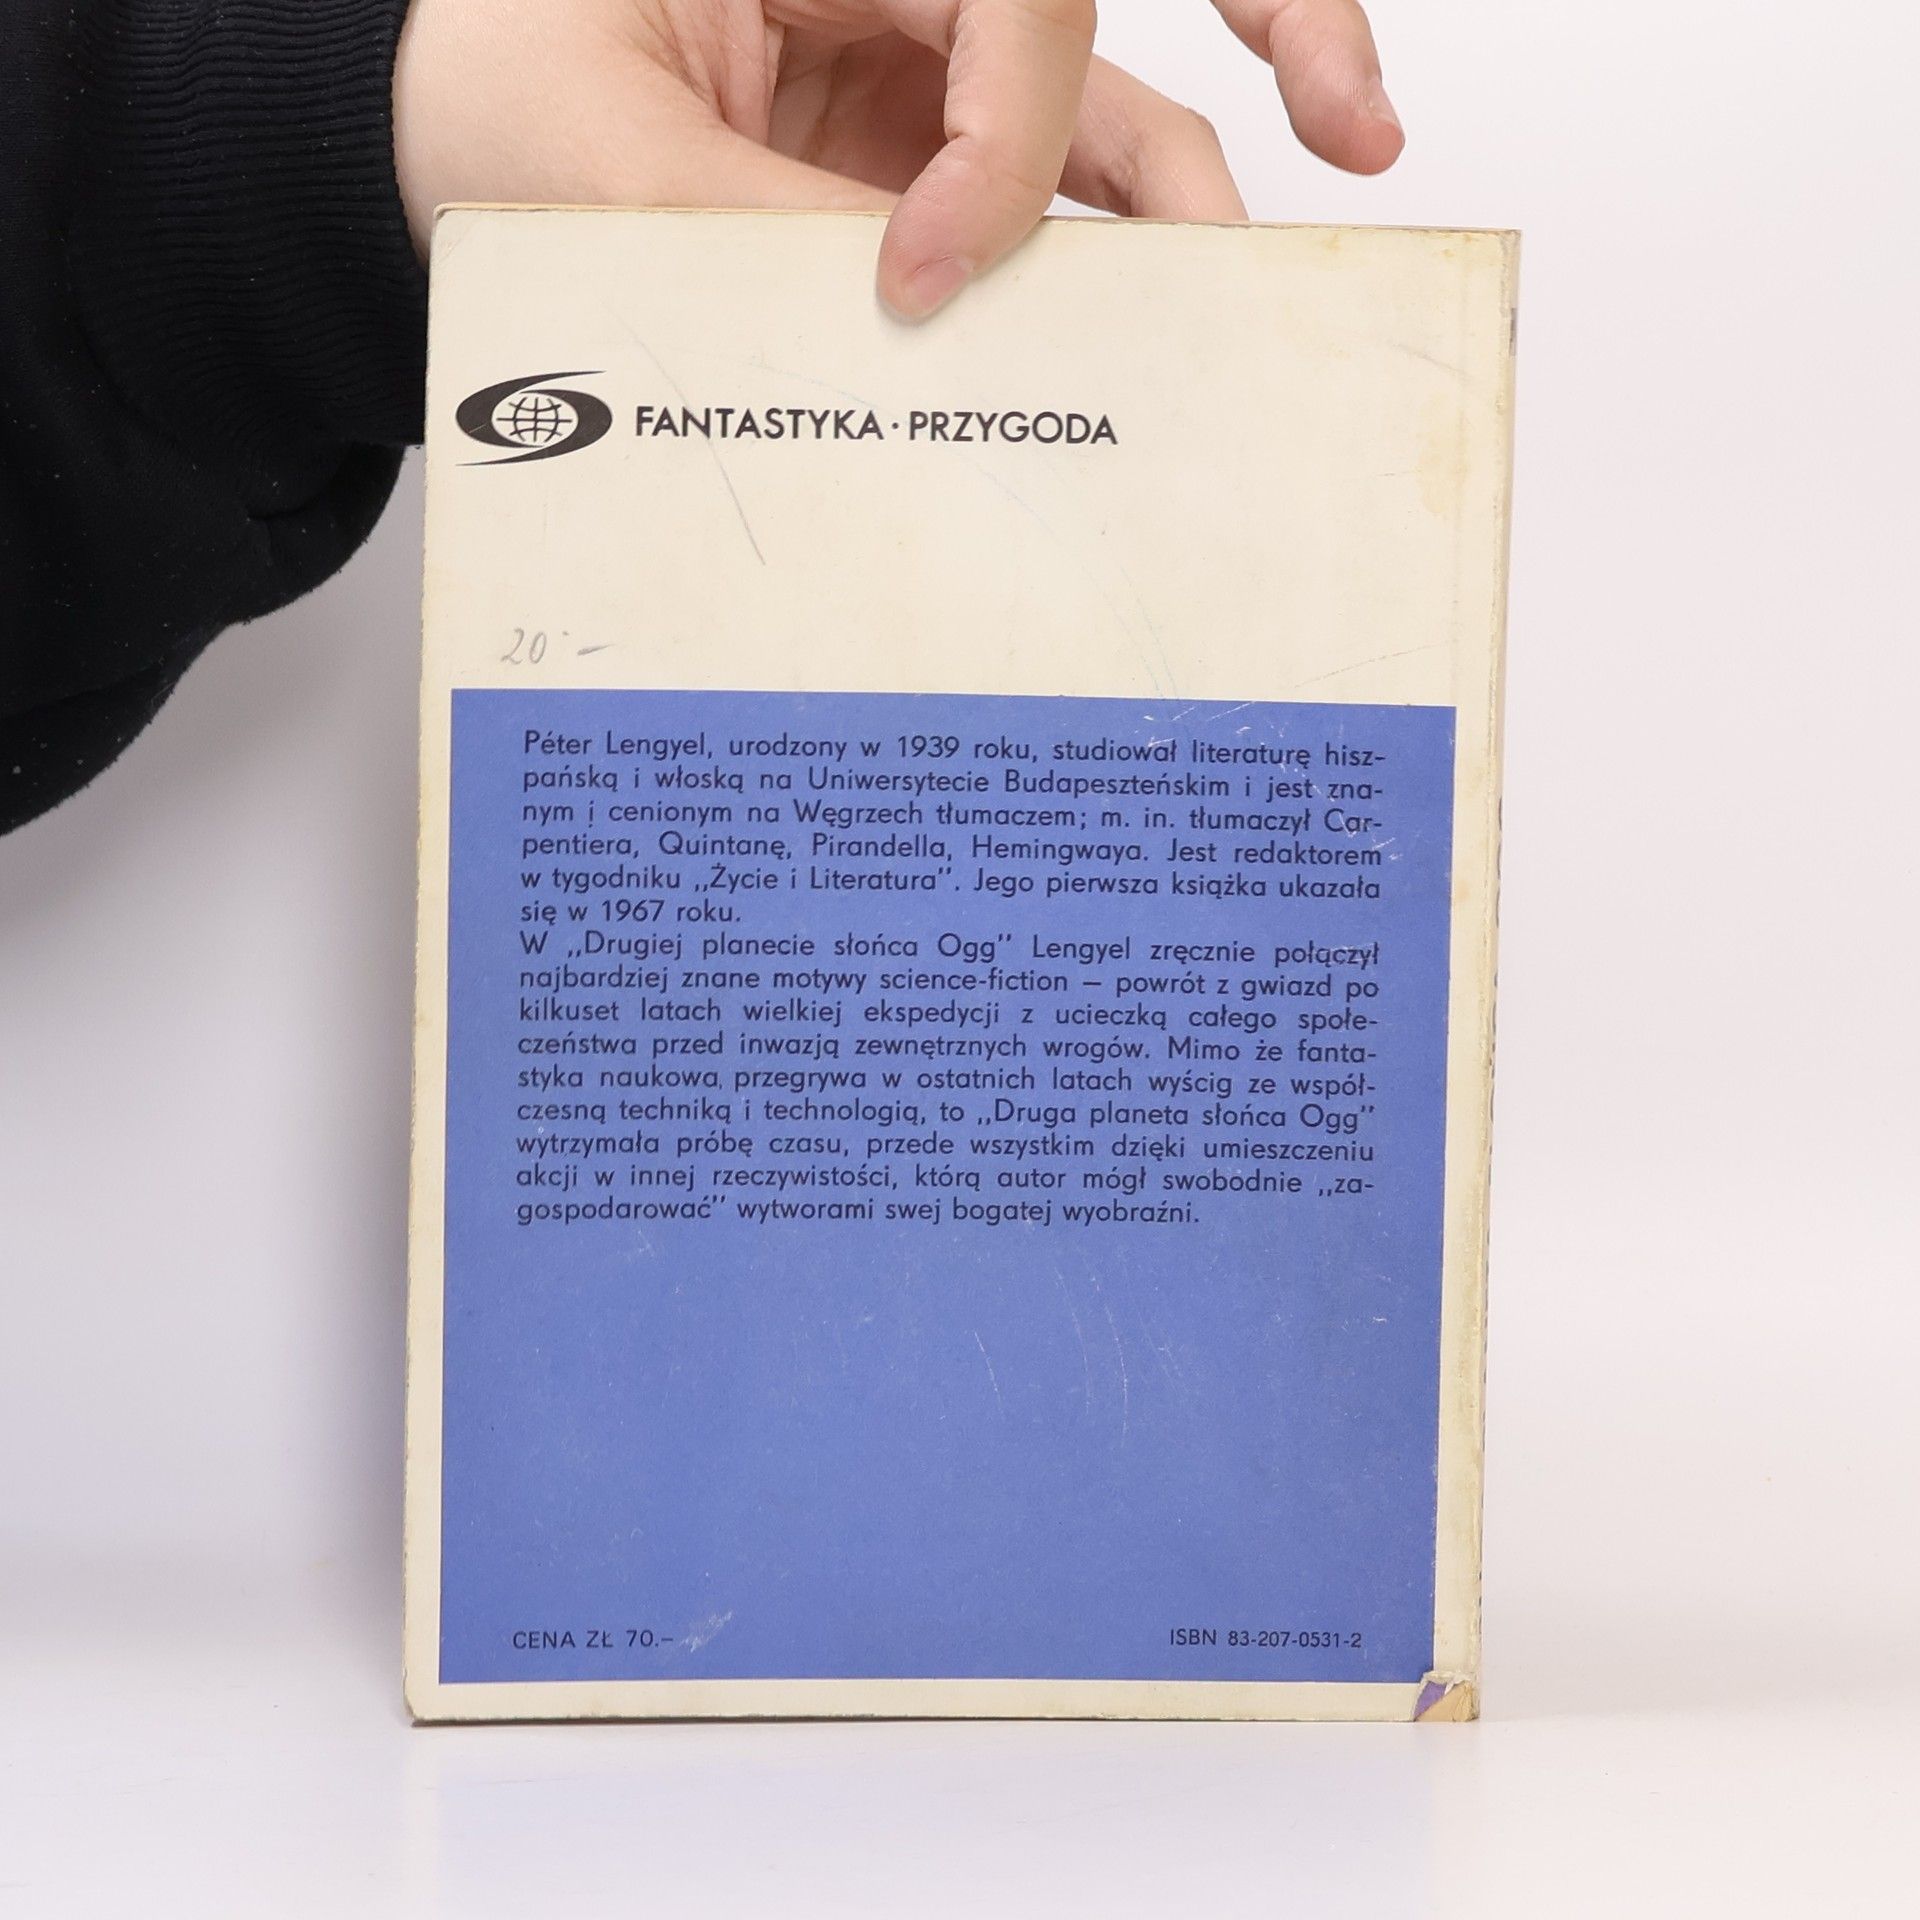 FANTASTYKA · PRZYGODA
20 -
Péter Lengyel, urodzony w 1939 roku, studiował literaturę hisz-
pańską i włoską na Uniwersytecie Budapeszteńskim i jest zna-
nym i cenionym na Węgrzech tłumaczem; m. in. tłumaczył Car-
pentiera, Quintanę, Pirandella, Hemingwaya. Jest redaktorem
w tygodniku „Życie i Literatura”. Jego pierwsza książka ukazała
się w 1967 roku.
W „Drugiej planecie słońca Ogg” Lengyel zręcznie połączył
najbardziej znane motywy science-fiction — powrót z gwiazd po
kilkuset latach wielkiej ekspedycji z ucieczką całego społe-
czeństwa przed inwazją zewnętrznych wrogów. Mimo że fanta-
styka naukowa przegrywa w ostatnich latach wyścig ze współ-
czesną techniką i technologią, to „Druga planeta słońca Ogg”
wytrzymała próbę czasu, przede wszystkim dzięki umieszczeniu
akcji w innej rzeczywistości, którą autor mógł swobodnie „za-
gospodarować” wytworami swej bogatej wyobraźni.
CENA ZŁ 70.–
ISBN 83-207-0531-2